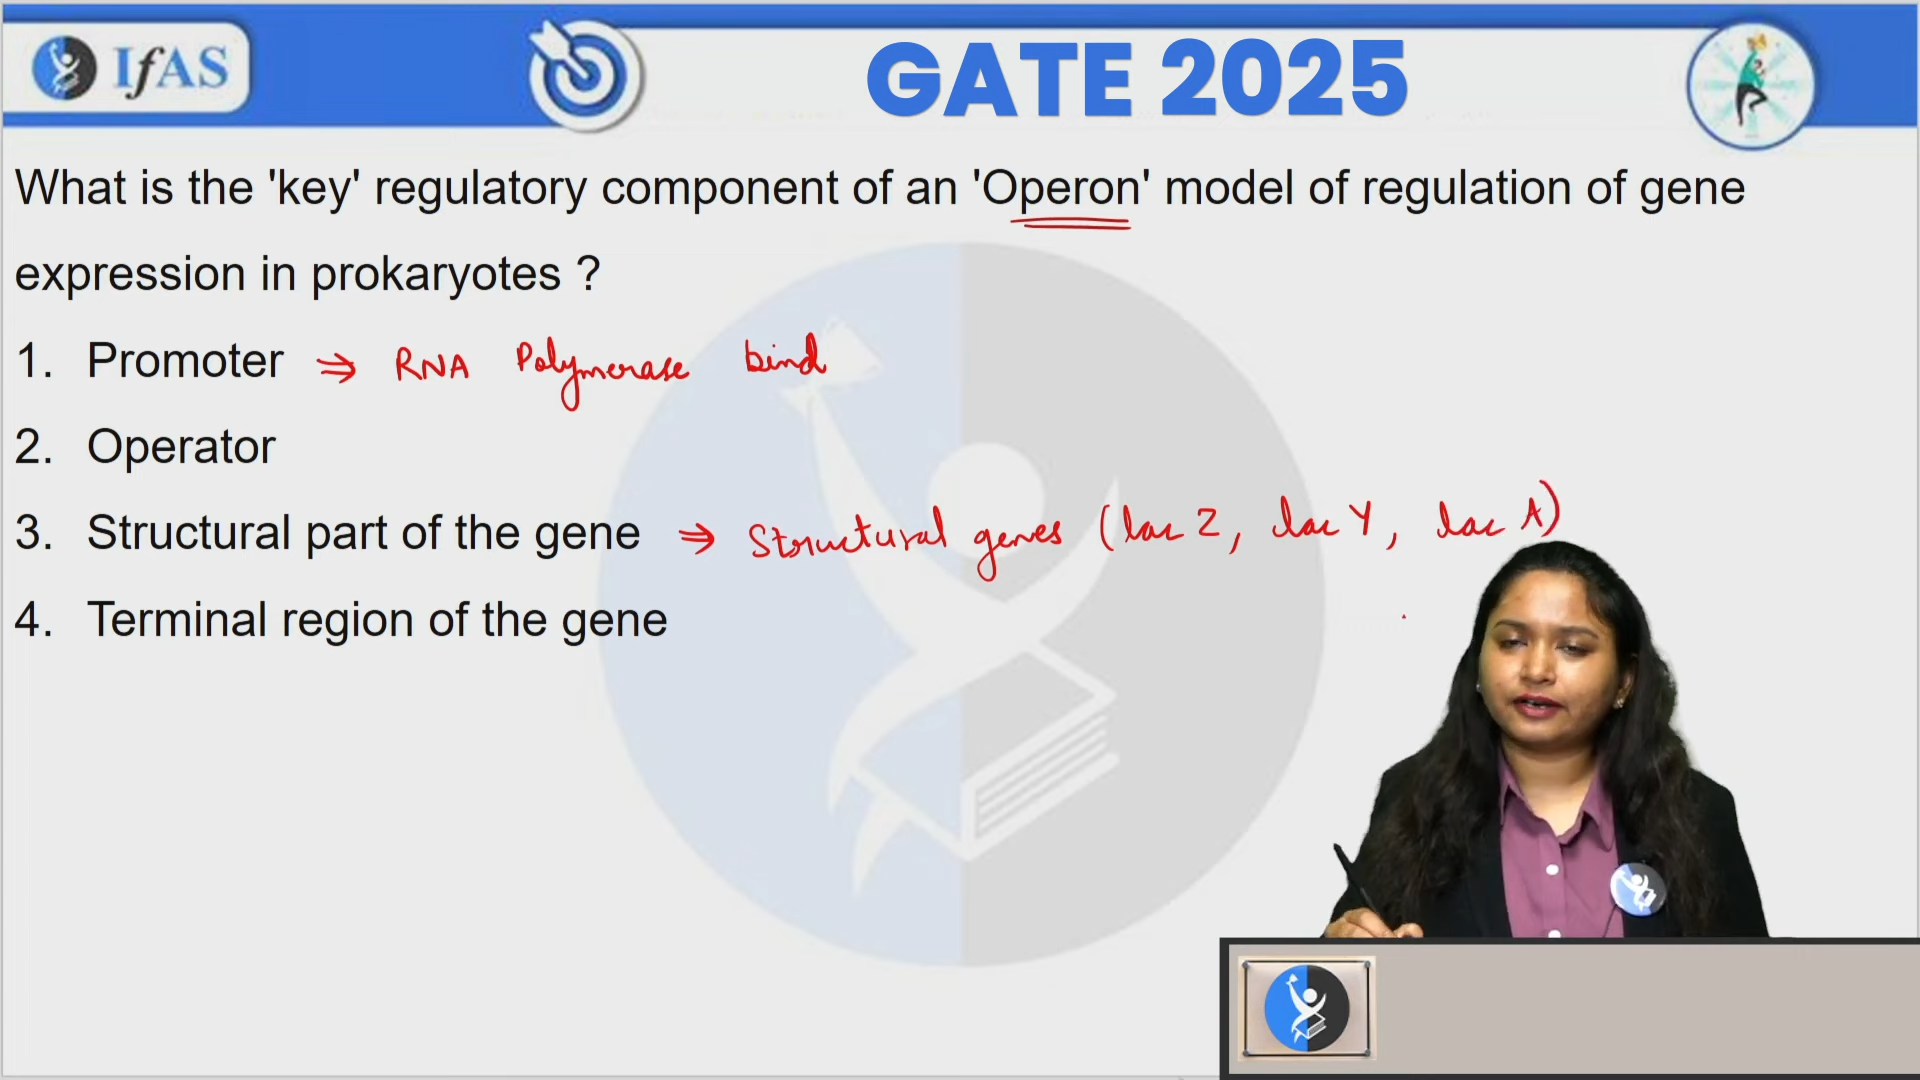 IfAS
GATE 2025
What is the 'key' regulatory component of an 'Operon' model of regulation of gene
expression in prokaryotes ?
1. Promoter ⇒ RNA Polymerase bind
2. Operator
3. Structural part of the gene ⇒ Structural genes (lac Z, lac Y, lac A)
4. Terminal region of the gene